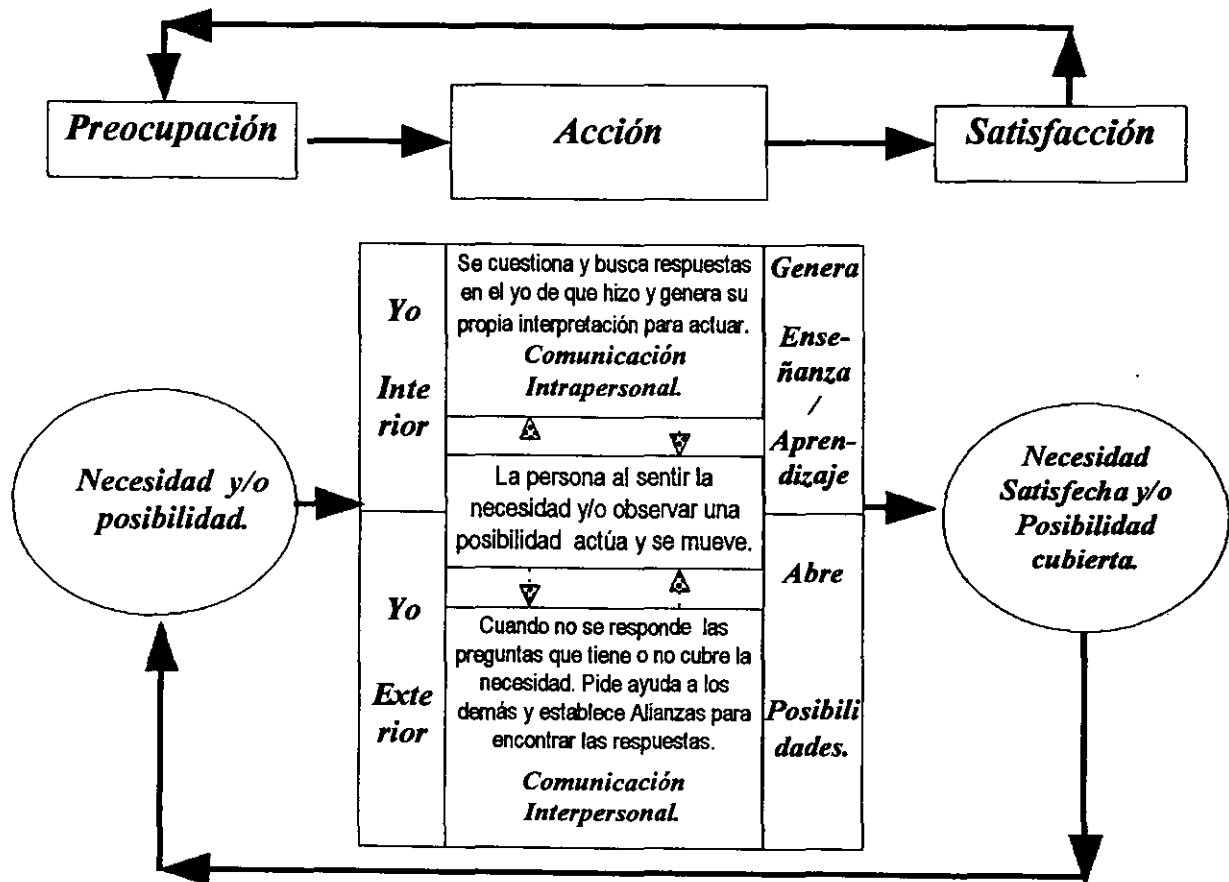 Preocupación
Acción
Satisfacción
Necesidad y/o
posibilidad.
Yo
Inte
rior
Yo
Exte
rior
Se cuestiona y busca respuestas
en el yo de que hizo y genera su
propia interpretación para actuar.
Comunicación
Intrapersonal.
La persona al sentir la
necesidad y/o observar una
posibilidad actúa y se mueve.
Cuando no se responde las
preguntas que tiene o no cubre la
necesidad. Pide ayuda a los
demás y establece Alianzas para
encontrar las respuestas.
Comunicación
Interpersonal.
Genera
Ense-
ñanza
/
Apren-
dizaje
Abre
Posibili
dades.
Necesidad
Satisfecha y/o
Posibilidad
cubierta.